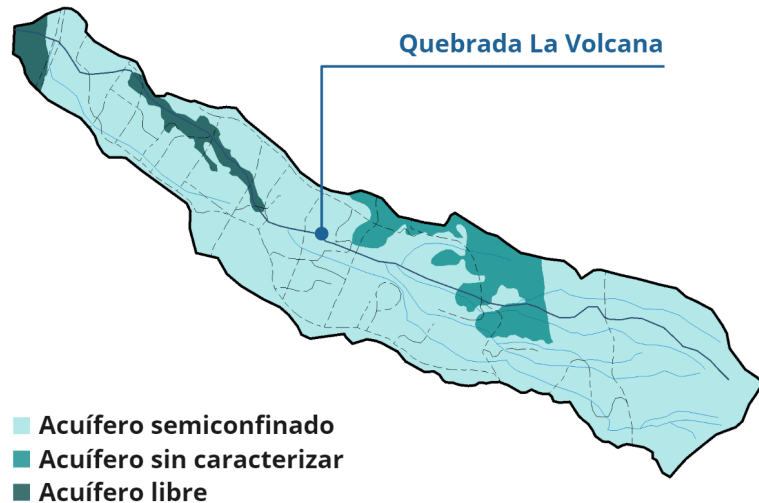 Quebrada La Volcana
Acuífero semiconfinado
Acuífero sin caracterizar
Acuífero libre